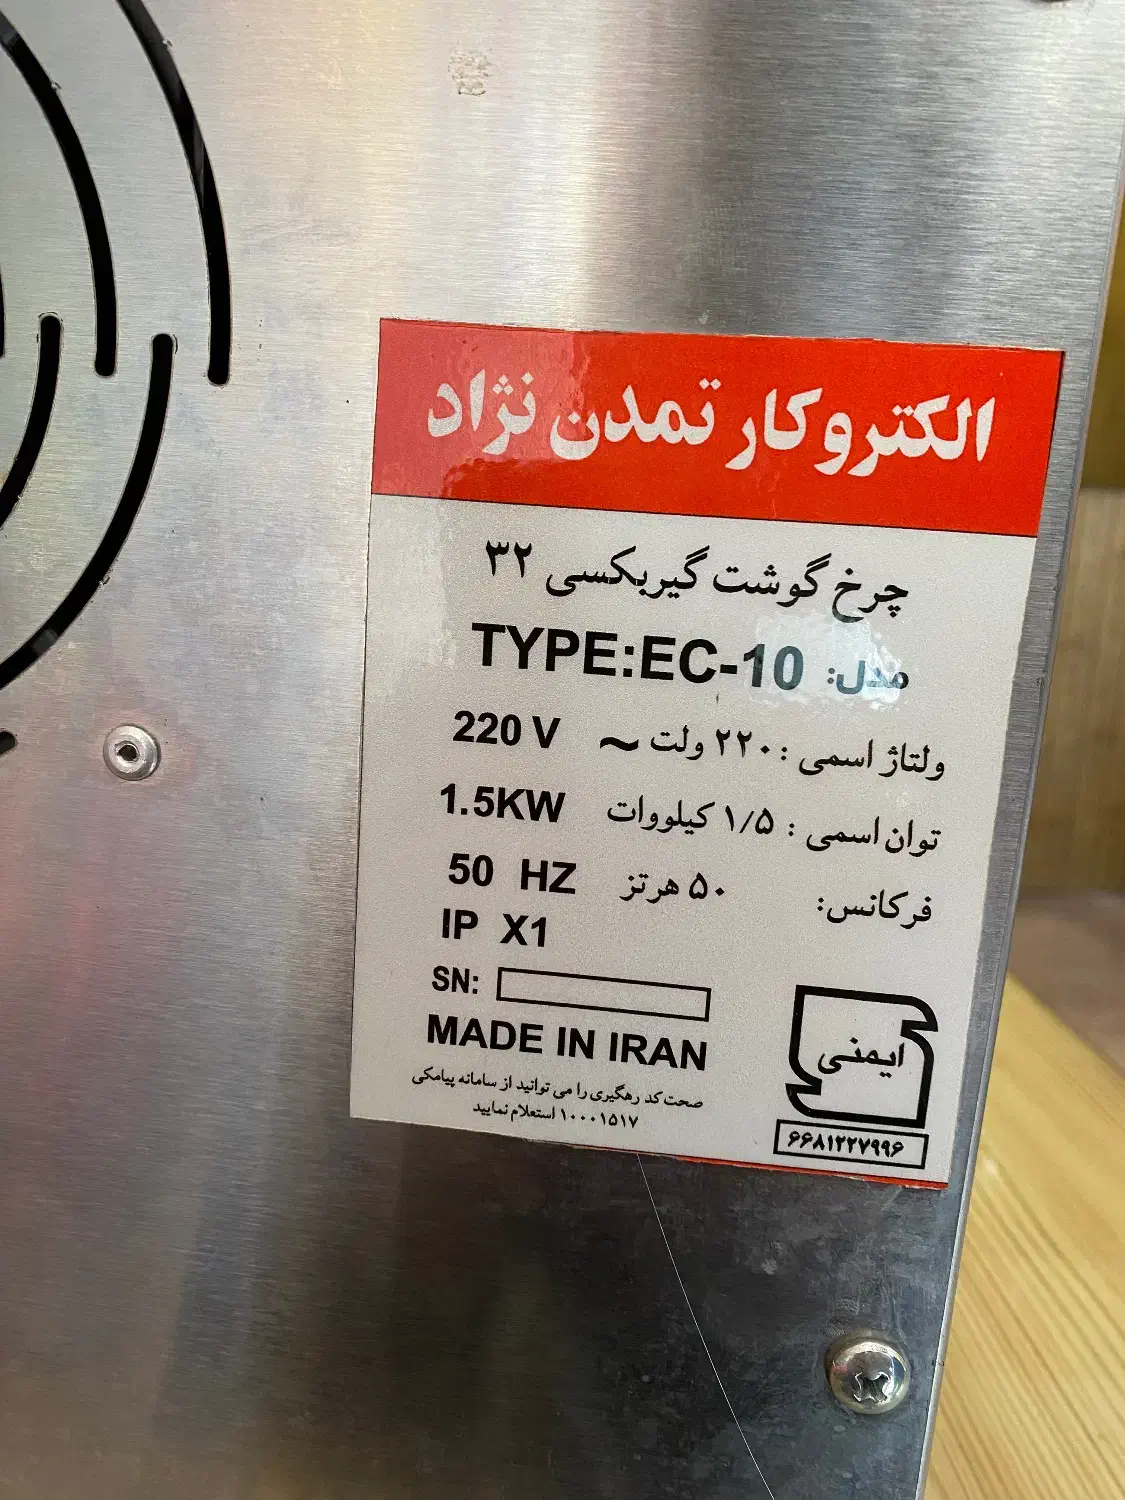 الکتروکار تمدن نژاد
چرخ گوشت گیربکسی ۳۲
مدل: TYPE:EC-10
ولتاژ اسمی : ۲۲۰ ولت ~ 220 V
توان اسمی : ۱/۵ کیلووات 1.5KW
فرکانس: ۵۰ هرتز 50 HZ
IP X1
SN:
MADE IN IRAN
صحت کد رهگیری را می توانید از سامانه پیامکی
۱۰۰۰۱۵۱۷ استعلام نمایید
ایمنی
۶۶۸۱۲۲۷۹۹۶